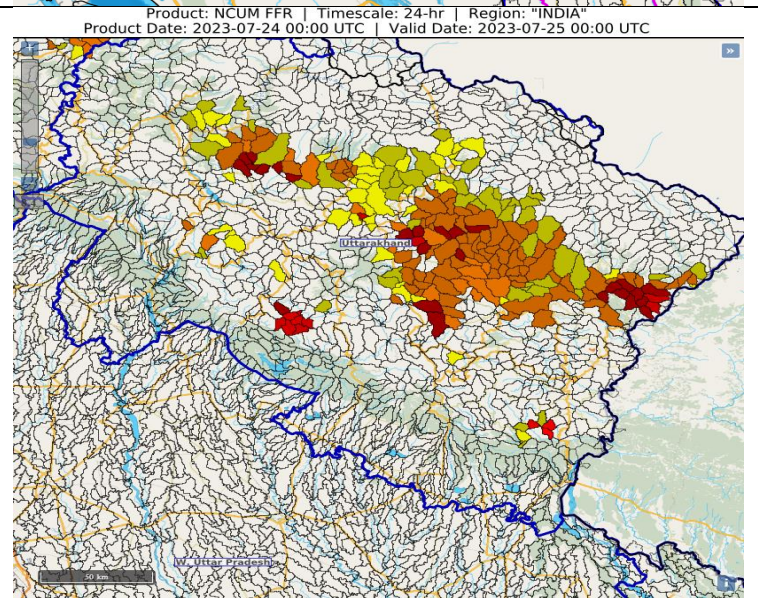 Product: NCUM FFR | Timescale: 24-hr | Region: "INDIA"
Product Date: 2023-07-24 00:00 UTC | Valid Date: 2023-07-25 00:00 UTC
»
Uttarakhand
W. Uttar Pradesh
50 km